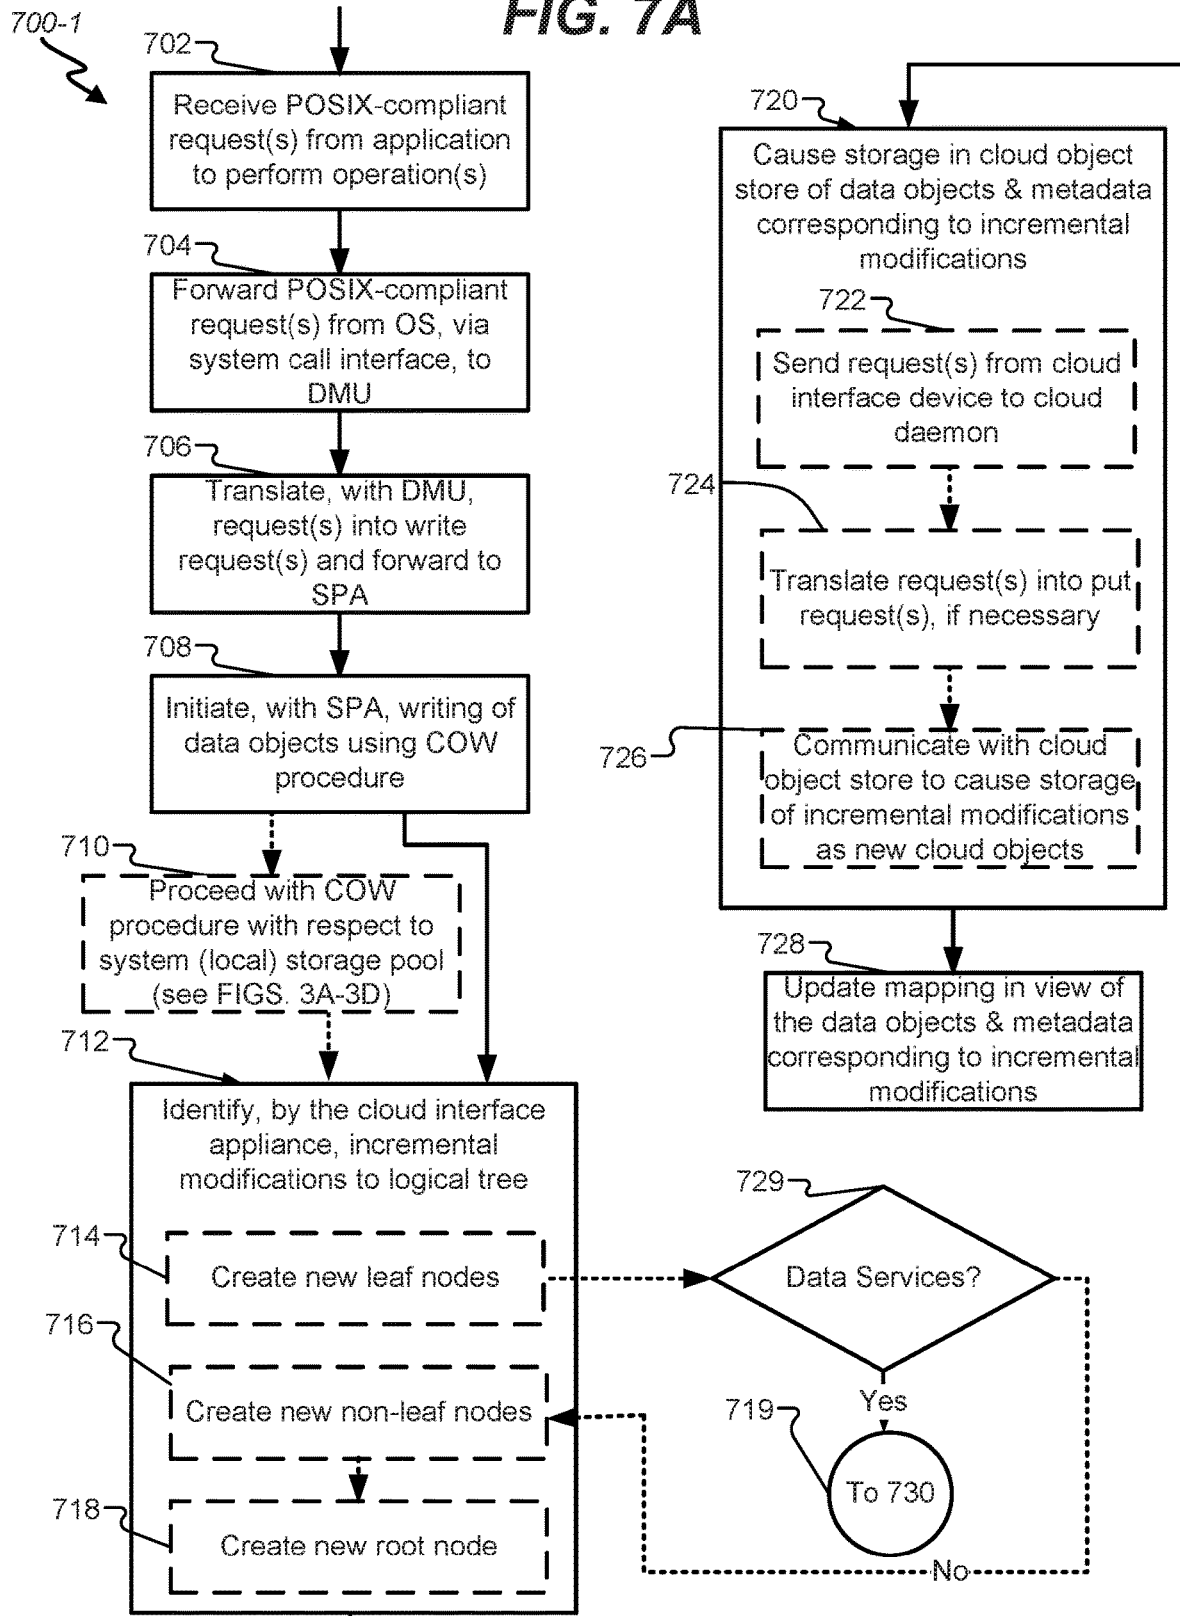 FIG. 7A
700-1
702
Receive POSIX-compliant
request(s) from application
to perform operation(s)
704
Forward POSIX-compliant
request(s) from OS, via
system call interface, to
DMU
706
Translate, with DMU,
request(s) into write
request(s) and forward to
SPA
708
Initiate, with SPA, writing of
data objects using COW
procedure
710
Proceed with COW
procedure with respect to
system (local) storage pool
(see FIGS. 3A-3D)
712
Identify, by the cloud interface
appliance, incremental
modifications to logical tree
714
Create new leaf nodes
716
Create new non-leaf nodes
718
Create new root node
720
Cause storage in cloud object
store of data objects & metadata
corresponding to incremental
modifications
722
Send request(s) from cloud
interface device to cloud
daemon
724
Translate request(s) into put
request(s), if necessary
726
Communicate with cloud
object store to cause storage
of incremental modifications
as new cloud objects
728
Update mapping in view of
the data objects & metadata
corresponding to incremental
modifications
729
Data Services?
Yes
719
To 730
No